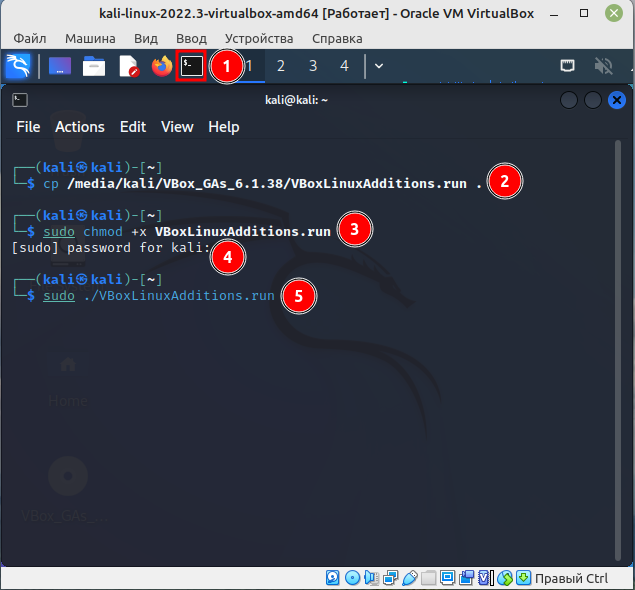 kali-linux-2022.3-virtualbox-amd64 [Работает] - Oracle VM VirtualBox
Файл Машина Вид Ввод Устройства Справка
$_ 1 1 2 3 4
kali@kali: ~
File Actions Edit View Help
┌──(kali㉿kali)-[~]
└─$ cp /media/kali/VBox_GAs_6.1.38/VBoxLinuxAdditions.run . 2
┌──(kali㉿kali)-[~]
└─$ sudo chmod +x VBoxLinuxAdditions.run 3
[sudo] password for kali: 4
┌──(kali㉿kali)-[~]
└─$ sudo ./VBoxLinuxAdditions.run 5
Home
VBox_GAs_...
Правый Ctrl